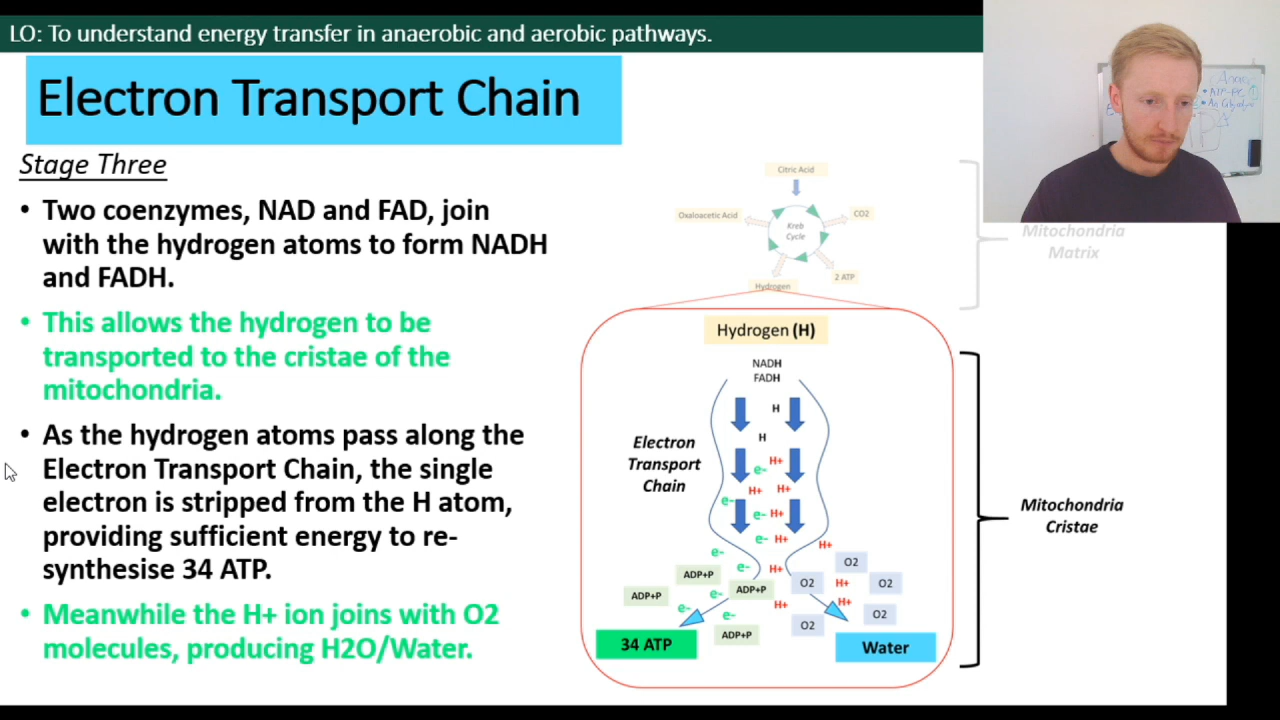 LO: To understand energy transfer in anaerobic and aerobic pathways.
Electron Transport Chain
Stage Three
• Two coenzymes, NAD and FAD, join
with the hydrogen atoms to form NADH
and FADH.
• This allows the hydrogen to be
transported to the cristae of the
mitochondria.
• As the hydrogen atoms pass along the
Electron Transport Chain, the single
electron is stripped from the H atom,
providing sufficient energy to re-
synthesise 34 ATP.
• Meanwhile the H+ ion joins with O2
molecules, producing H2O/Water.
Citric Acid
Oxaloacetic Acid
CO2
Kreb
Cycle
2 ATP
Hydrogen
Mitochondria
Matrix
Hydrogen (H)
NADH
FADH
H
H
Electron
Transport
Chain
e- H+
H+ H+
e-
e- H+
e- H+
H+
e-
e- H+
O2
ADP+P
ADP+P
O2
H+
O2
ADP+P
e-
H+
H+
e-
e-
O2
O2
ADP+P
34 ATP
Water
Mitochondria
Cristae
• ATP-PC